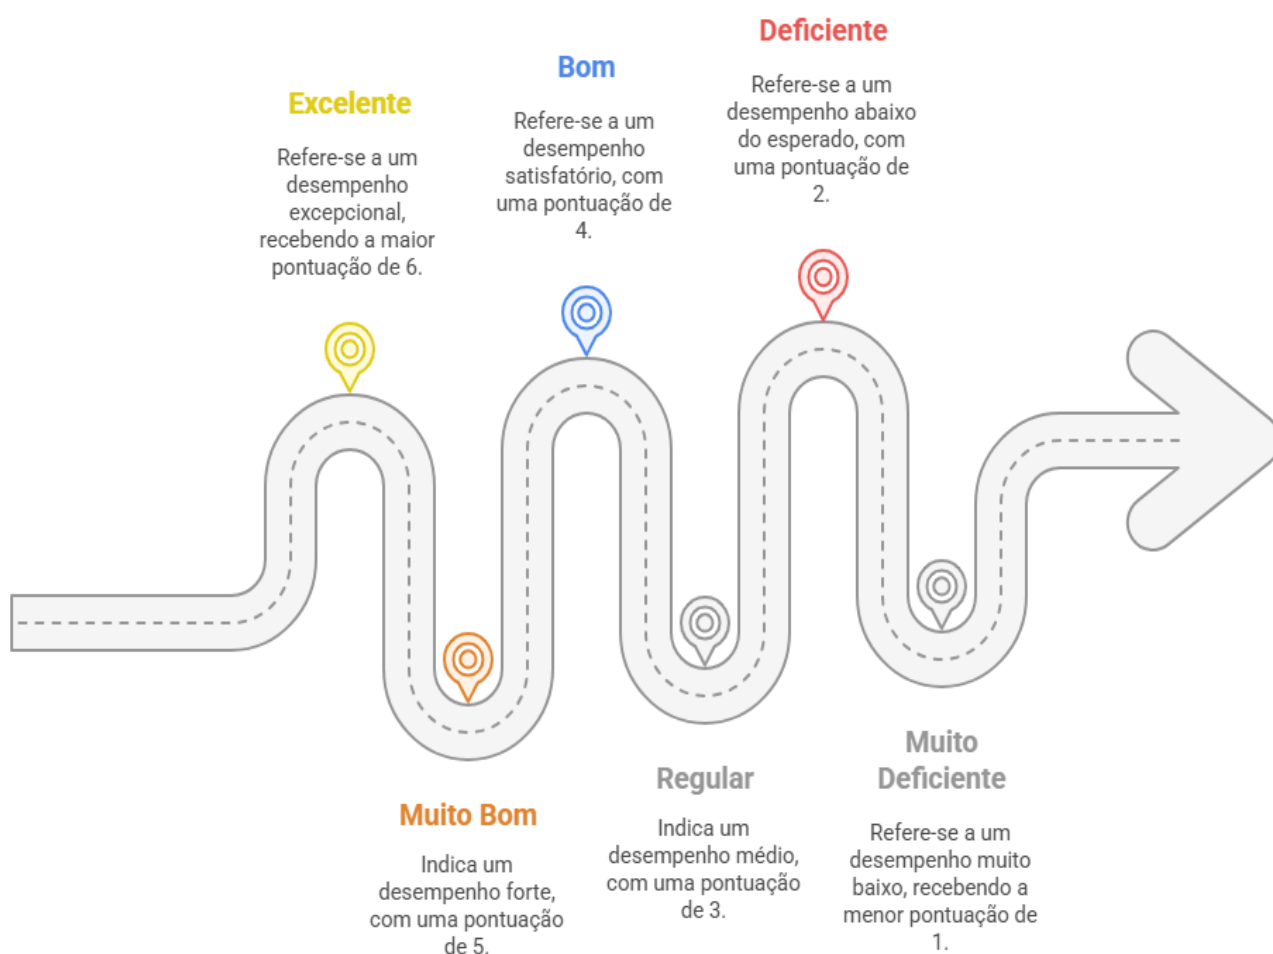 Excelente
Refere-se a um
desempenho
excepcional,
recebendo a maior
pontuação de 6.
Muito Bom
Indica um
desempenho forte,
com uma pontuação
de 5.
Bom
Refere-se a um
desempenho
satisfatório, com
uma pontuação de
4.
Regular
Indica um
desempenho médio,
com uma pontuação
de 3.
Deficiente
Refere-se a um
desempenho abaixo
do esperado, com
uma pontuação de
2.
Muito
Deficiente
Refere-se a um
desempenho muito
baixo, recebendo a
menor pontuação de
1.